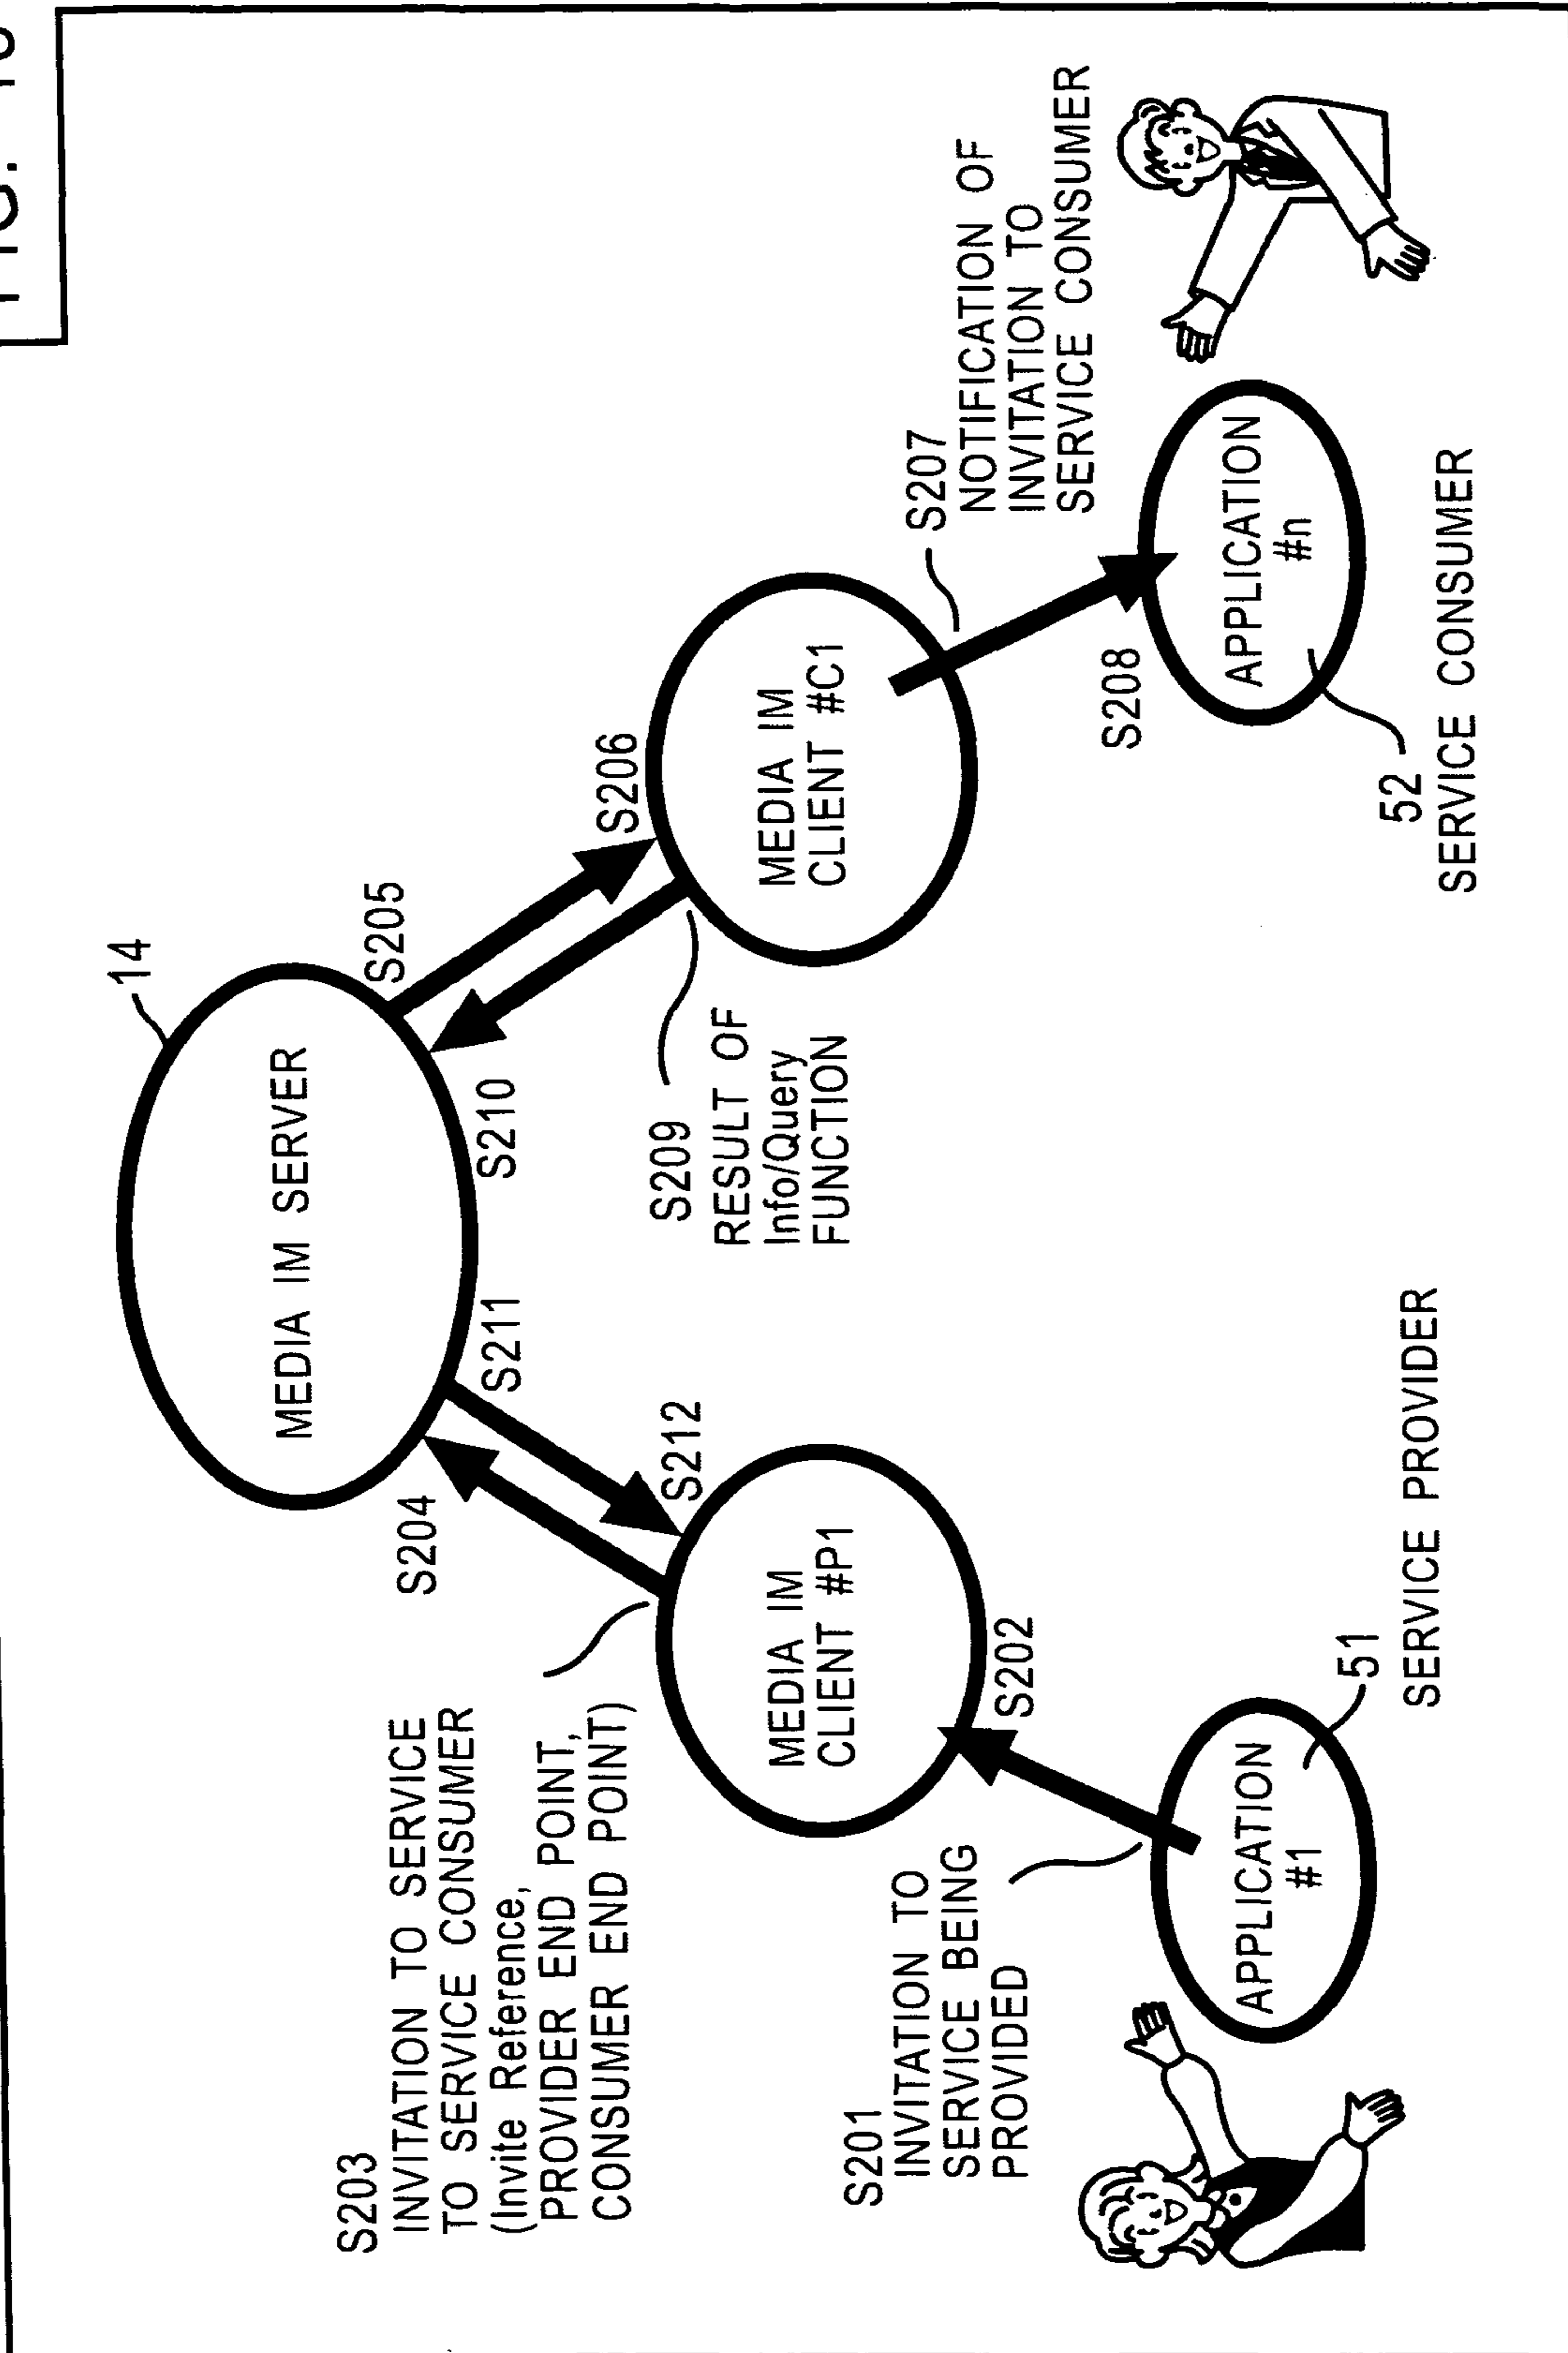 14
MEDIA IM SERVER
S204
S211
S210
S205
S203
INVITATION TO SERVICE
TO SERVICE CONSUMER
(Invite Reference,
PROVIDER END POINT,
CONSUMER END POINT)
S212
S209
RESULT OF
Info/Query
FUNCTION
S206
MEDIA IM
CLIENT #P1
MEDIA IM
CLIENT #C1
S201
INVITATION TO
SERVICE BEING
PROVIDED
S202
S207
NOTIFICATION OF
INVITATION TO
SERVICE CONSUMER
S208
APPLICATION
#1
51
SERVICE PROVIDER
APPLICATION
#n
52
SERVICE CONSUMER